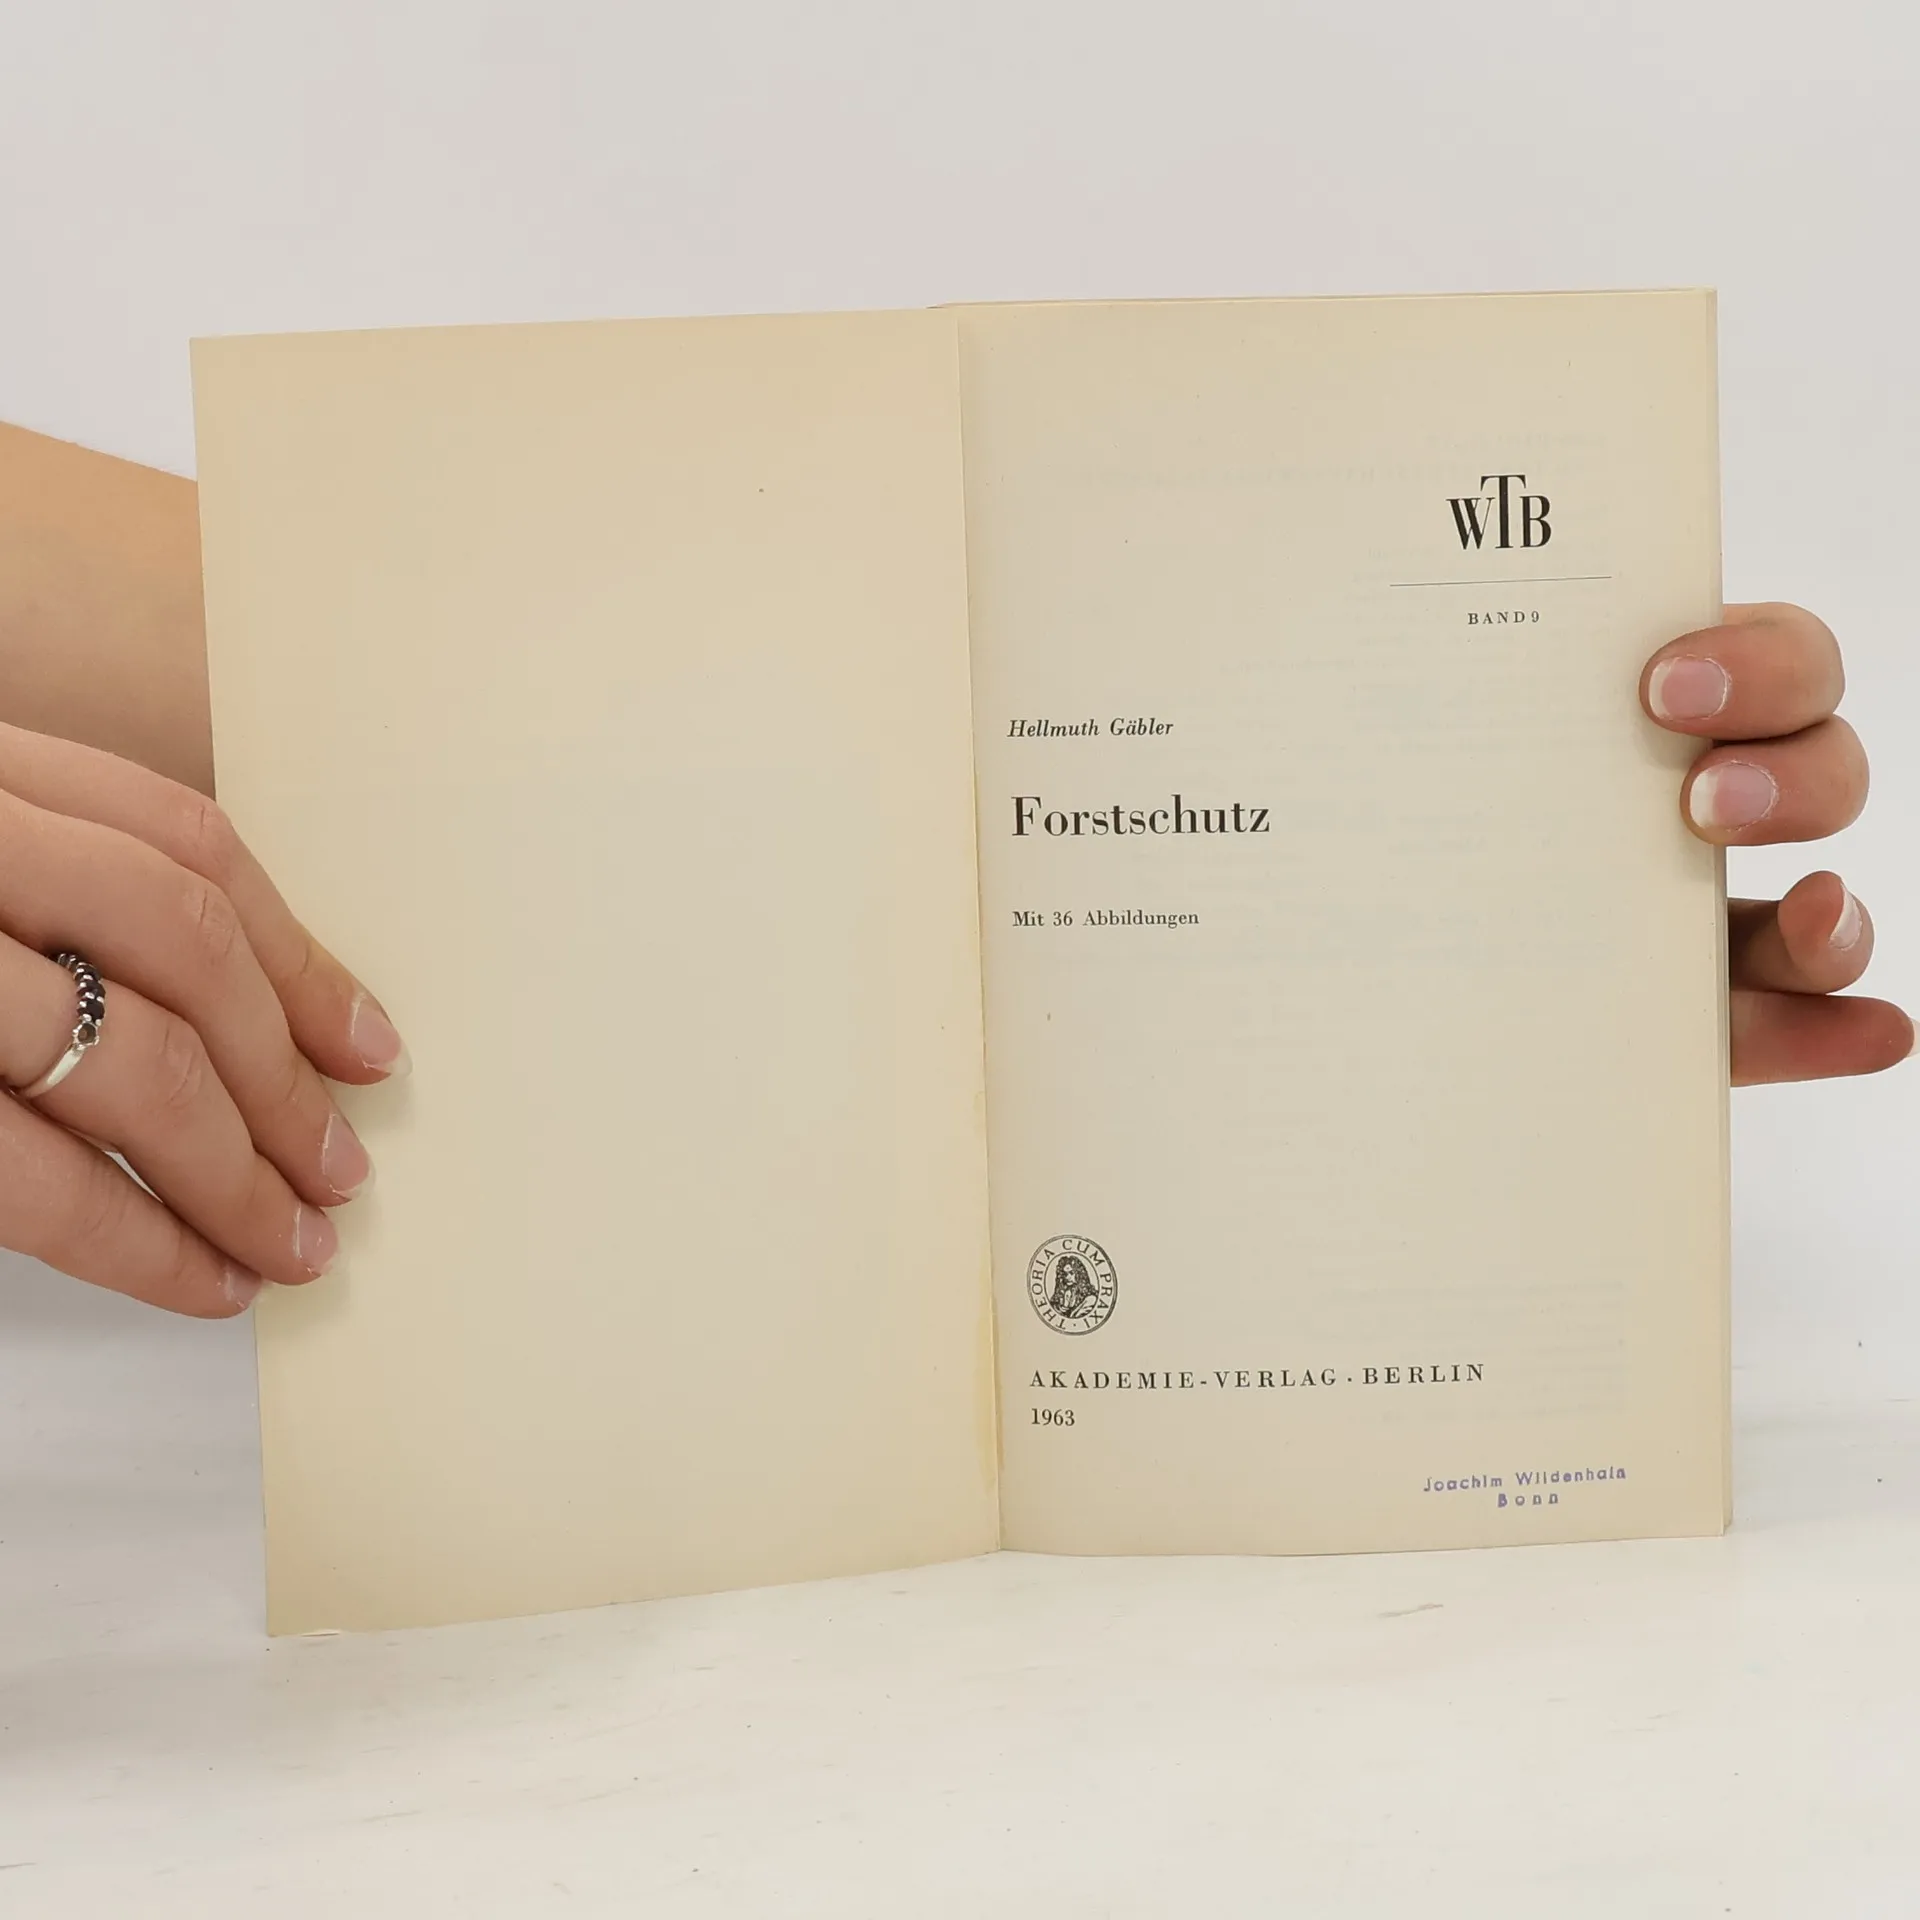 WTB
BAND 9
Hellmuth Gäbler
Forstschutz
Mit 36 Abbildungen
THEORIA CUM PRAXI ·
AKADEMIE-VERLAG · BERLIN
1963
Joachim Wildenhain
Bonn